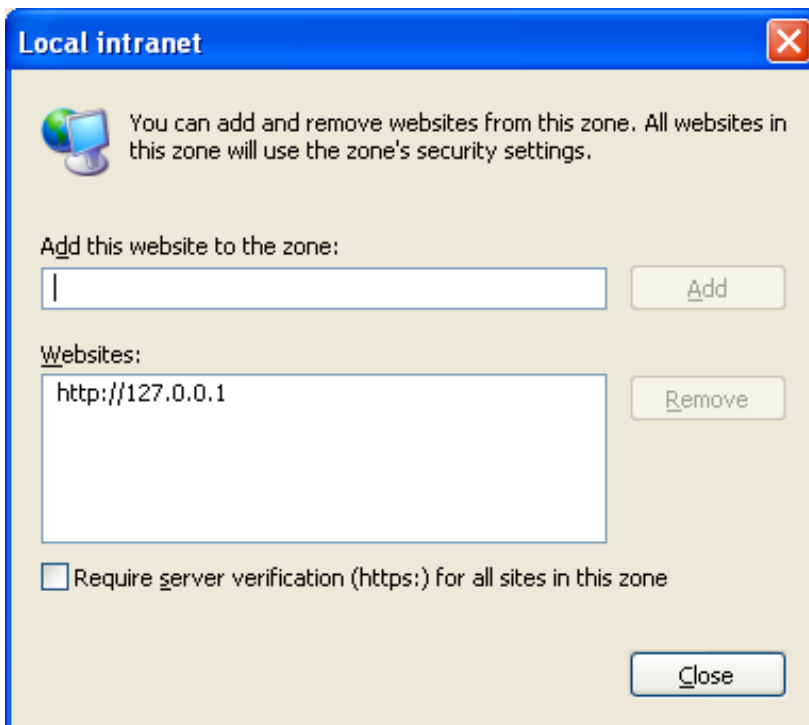 Local intranet
You can add and remove websites from this zone. All websites in
this zone will use the zone's security settings.
Add this website to the zone:
Add
Websites:
http://127.0.0.1
Remove
Require server verification (https:) for all sites in this zone
Close